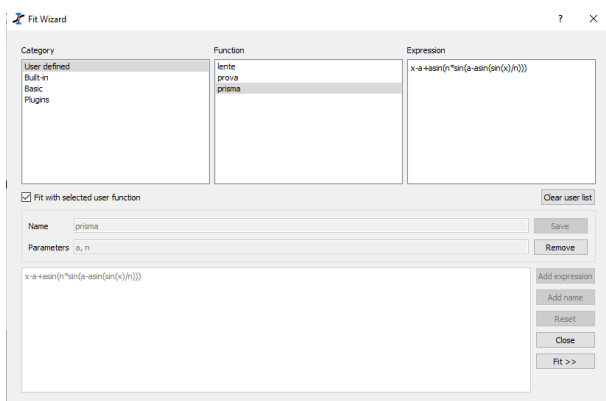 Fit Wizard
? ×
Category
Function
Expression
User defined
Built-in
Basic
Plugins
lente
prova
prisma
x-a+asin(n*sin(a-asin(sin(x)/n)))
Fit with selected user function
Clear user list
Name
prisma
Save
Parameters
a, n
Remove
x-a+asin(n*sin(a-asin(sin(x)/n)))
Add expression
Add name
Reset
Close
Fit >>